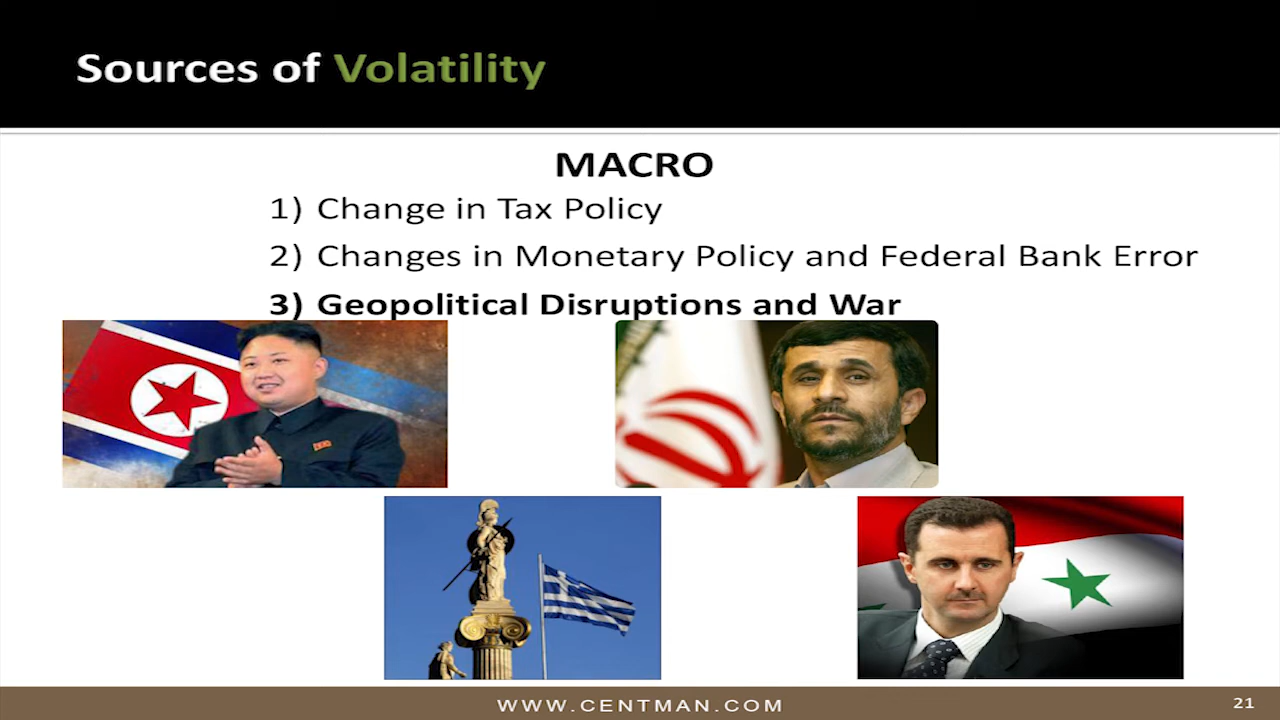 Sources of Volatility
MACRO
1) Change in Tax Policy
2) Changes in Monetary Policy and Federal Bank Error
3) Geopolitical Disruptions and War
WWW.CENTMAN.COM
21